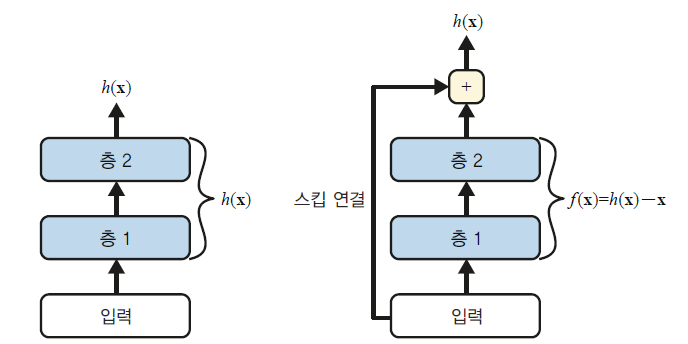 h(x)
층 2
h(x)
층 1
입력
h(x)
+
층 2
스킵 연결
f(x)=h(x)−x
층 1
입력